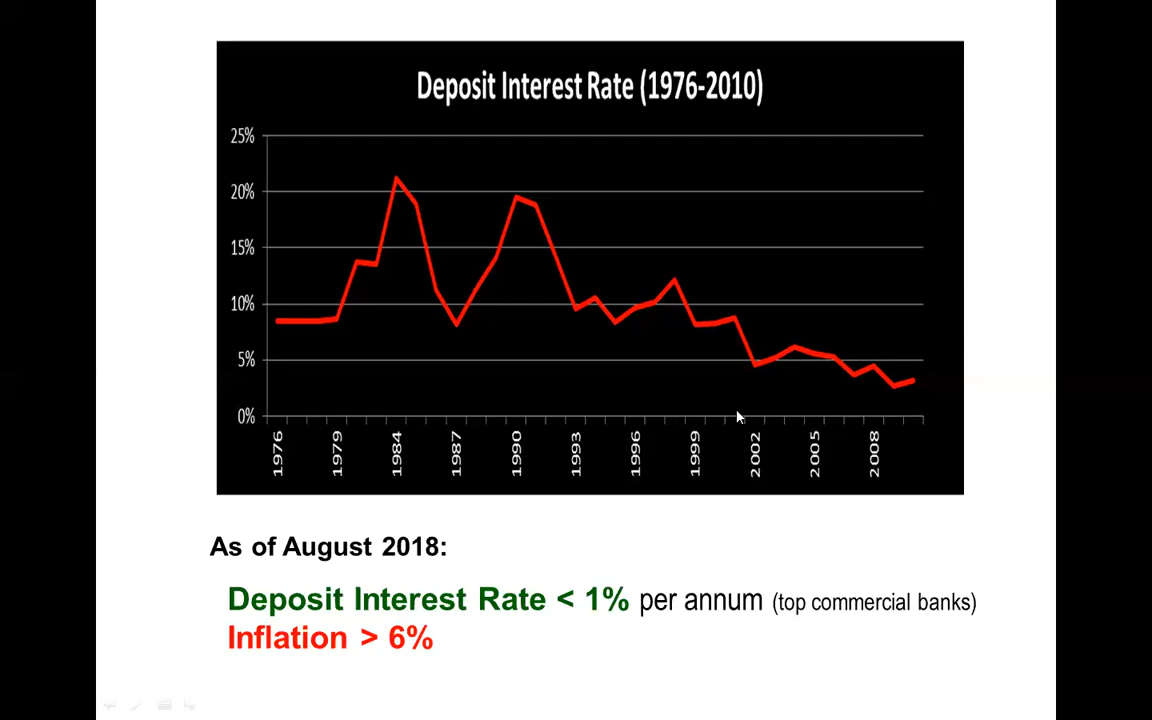 Deposit Interest Rate (1976-2010)
25%
20%
15%
10%
5%
0%
1976 1979 1984 1987 1990 1993 1996 1999 2002 2005 2008
As of August 2018:
Deposit Interest Rate < 1% per annum (top commercial banks)
Inflation > 6%